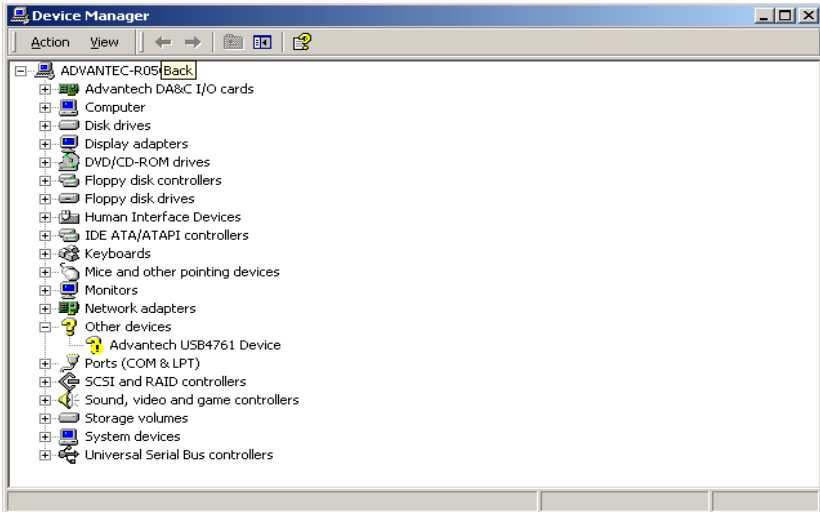 Device Manager
Action View
ADVANTEC-R05
Back
Advantech DA&C I/O cards
Computer
Disk drives
Display adapters
DVD/CD-ROM drives
Floppy disk controllers
Floppy disk drives
Human Interface Devices
IDE ATA/ATAPI controllers
Keyboards
Mice and other pointing devices
Monitors
Network adapters
Other devices
Advantech USB4761 Device
Ports (COM & LPT)
SCSI and RAID controllers
Sound, video and game controllers
Storage volumes
System devices
Universal Serial Bus controllers